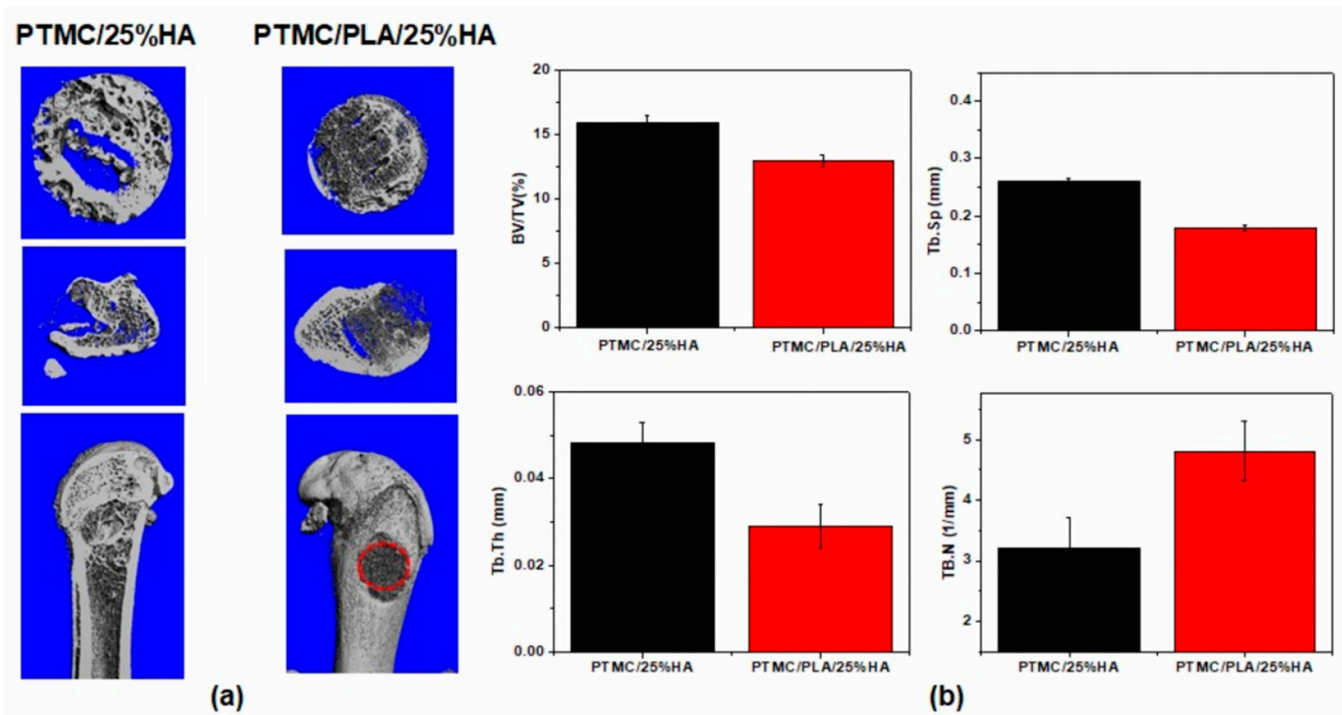 PTMC/25%HA
PTMC/PLA/25%HA
20
15
10
5
0
BV/TV(%)
PTMC/25%HA
PTMC/PLA/25%HA
0.4
0.3
0.2
0.1
0.0
Tb.Sp (mm)
PTMC/25%HA
PTMC/PLA/25%HA
0.06
0.04
0.02
0.00
Tb.Th (mm)
PTMC/25%HA
PTMC/PLA/25%HA
5
4
3
2
TB.N (1/mm)
PTMC/25%HA
PTMC/PLA/25%HA
(a)
(b)